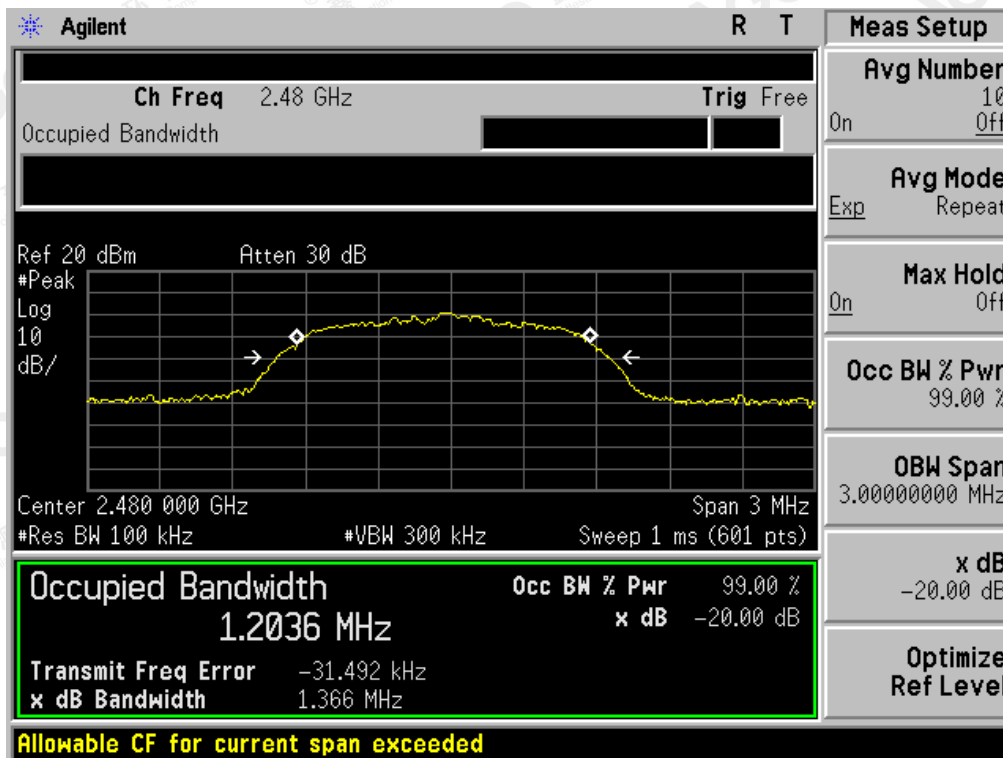 Agilent R T
Ch Freq 2.48 GHz Trig Free
Occupied Bandwidth
Ref 20 dBm Atten 30 dB
#Peak
Log
10
dB/
Center 2.480 000 GHz Span 3 MHz
#Res BW 100 kHz #VBW 300 kHz Sweep 1 ms (601 pts)
Occupied Bandwidth
1.2036 MHz
Occ BW % Pwr 99.00 %
x dB -20.00 dB
Transmit Freq Error -31.492 kHz
x dB Bandwidth 1.366 MHz
Allowable CF for current span exceeded
Meas Setup
Avg Number
10
On Off
Avg Mode
Exp Repeat
Max Hold
On Off
Occ BW % Pwr
99.00 %
OBW Span
3.00000000 MHz
x dB
-20.00 dB
Optimize
Ref Level